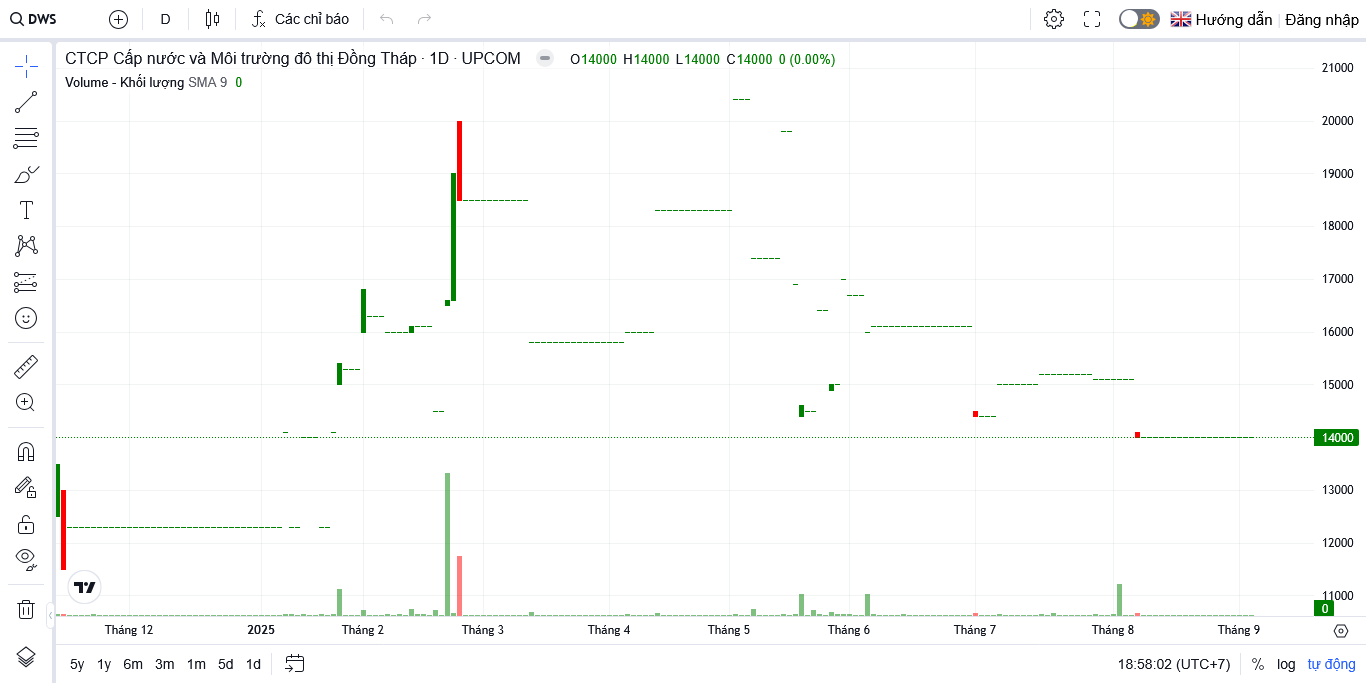 DWS D Các chỉ báo Hướng dẫn Đăng nhập
CTCP Cấp nước và Môi trường đô thị Đồng Tháp · 1D · UPCOM O14000 H14000 L14000 C14000 0 (0.00%)
Volume - Khối lượng SMA 9 0
21000
20000
19000
18000
17000
16000
15000
14000
13000
12000
11000
0
Tháng 12 2025 Tháng 2 Tháng 3 Tháng 4 Tháng 5 Tháng 6 Tháng 7 Tháng 8 Tháng 9
5y 1y 6m 3m 1m 5d 1d 18:58:02 (UTC+7) % log tự động